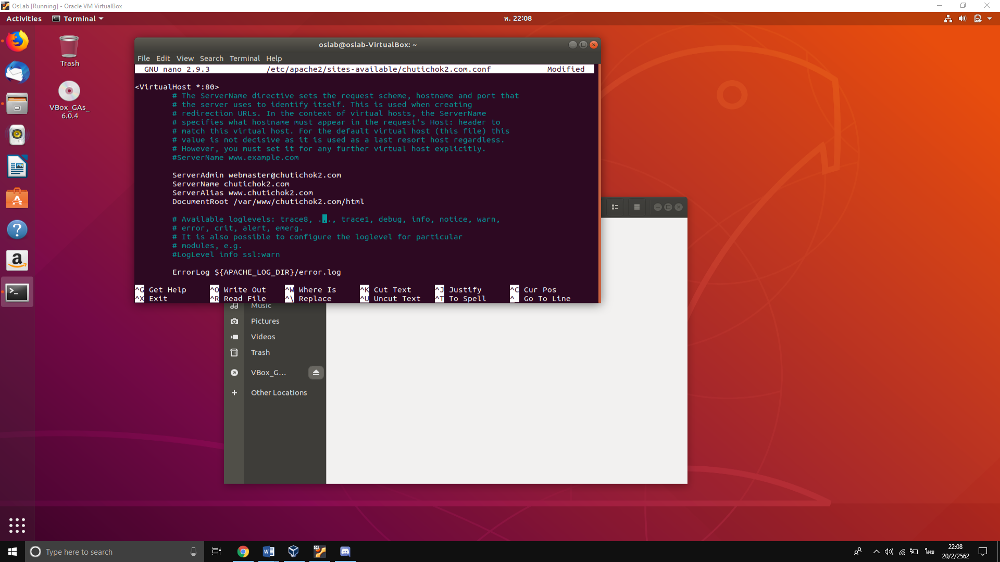 OsLab [Running] - Oracle VM VirtualBox
Activities
Terminal
พ. 22:08
Trash
VBox_GAs_
6.0.4
oslab@oslab-VirtualBox: ~
File Edit View Search Terminal Help
GNU nano 2.9.3 /etc/apache2/sites-available/chutichok2.com.conf Modified
<VirtualHost *:80>
# The ServerName directive sets the request scheme, hostname and port that
# the server uses to identify itself. This is used when creating
# redirection URLs. In the context of virtual hosts, the ServerName
# specifies what hostname must appear in the request's Host: header to
# match this virtual host. For the default virtual host (this file) this
# value is not decisive as it is used as a last resort host regardless.
# However, you must set it for any further virtual host explicitly.
#ServerName www.example.com
ServerAdmin webmaster@chutichok2.com
ServerName chutichok2.com
ServerAlias www.chutichok2.com
DocumentRoot /var/www/chutichok2.com/html
# Available loglevels: trace8, ..., trace1, debug, info, notice, warn,
# error, crit, alert, emerg.
# It is also possible to configure the loglevel for particular
# modules, e.g.
#LogLevel info ssl:warn
ErrorLog ${APACHE_LOG_DIR}/error.log
^G Get Help ^O Write Out ^W Where Is ^K Cut Text ^J Justify ^C Cur Pos
^X Exit ^R Read File ^\ Replace ^U Uncut Text ^T To Spell ^_ Go To Line
Music
Pictures
Videos
Trash
VBox_G...
Other Locations
Type here to search
ไทย
22:08
20/2/2562